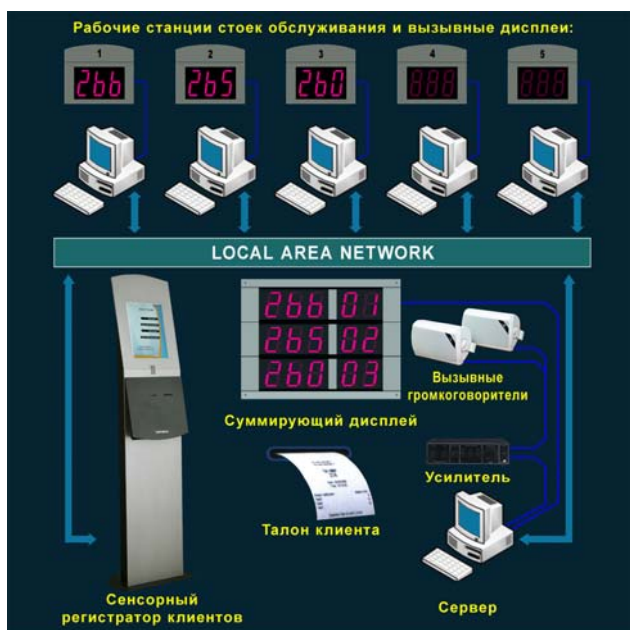 Рабочие станции стоек обслуживания и вызывные дисплеи:
1 2 3 4 5
266 265 260 888 888
LOCAL AREA NETWORK
266 01
265 02
260 03
Вызывные
громкоговорители
Суммирующий дисплей
Усилитель
Талон клиента
Сенсорный
регистратор клиентов
Сервер